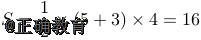 S 1 (5 + 3) × 4 = 16
@正确教育